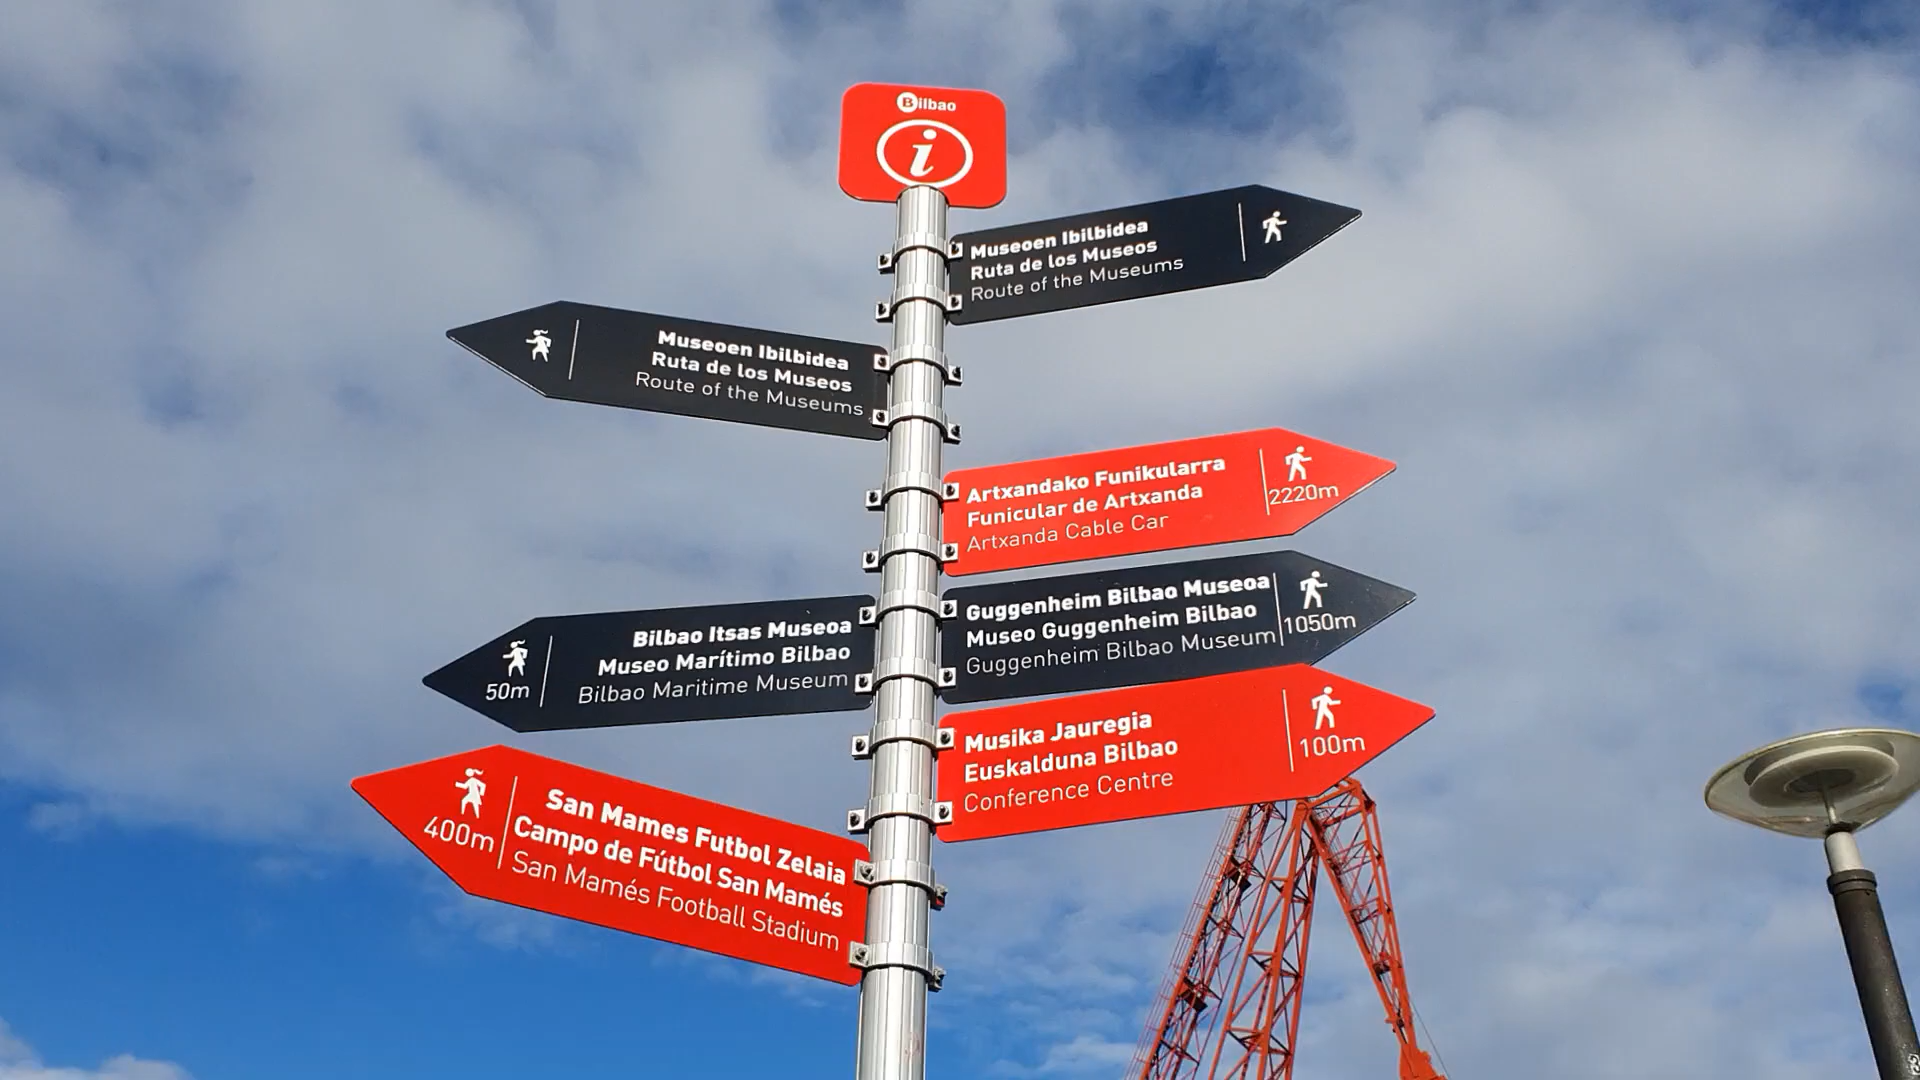 Bilbao
i
Museoen Ibilbidea
Ruta de los Museos
Route of the Museums
Museoen Ibilbidea
Ruta de los Museos
Route of the Museums
Artxandako Funikularra
Funicular de Artxanda
Artxanda Cable Car
2220m
Guggenheim Bilbao Museoa
Museo Guggenheim Bilbao
Guggenheim Bilbao Museum
1050m
Bilbao Itsas Museoa
Museo Marítimo Bilbao
Bilbao Maritime Museum
50m
Musika Jauregia
Euskalduna Bilbao
Conference Centre
100m
San Mames Futbol Zelaia
Campo de Fútbol San Mamés
San Mamés Football Stadium
400m